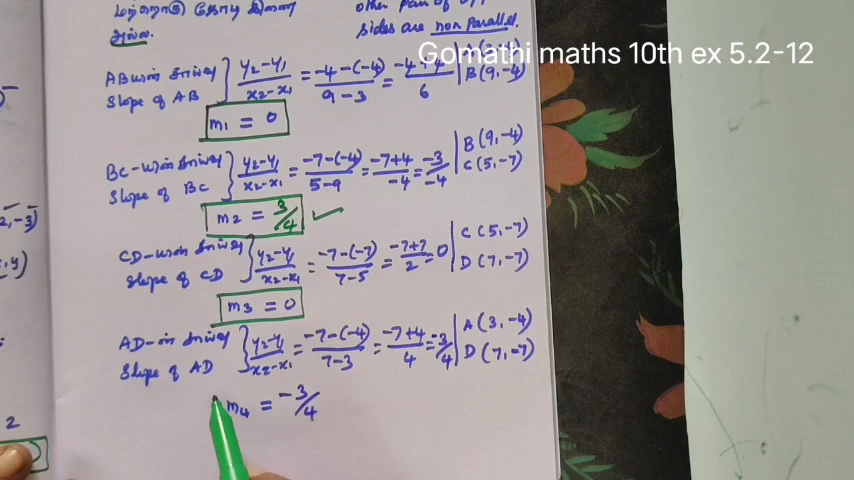 other pair of
sides are non parallel.
Gomathi maths 10th ex 5.2-12
AB-யின் சாய்வு } y₂-y₁/x₂-x₁ = -4-(-4)/9-3 = -4+4/6
Slope of AB
B(9,-4)
m₁ = 0
BC-யின் சாய்வு } y₂-y₁/x₂-x₁ = -7-(-4)/5-9 = -7+4/-4 = -3/-4 | B(9,-4)
Slope of BC C(5,-7)
m₂ = 3/4 ✓
CD-யின் சாய்வு } y₂-y₁/x₂-x₁ = -7-(-7)/7-5 = -7+7/2 = 0 | C(5,-7)
Slope of CD D(7,-7)
m₃ = 0
AD-ன் சாய்வு } y₂-y₁/x₂-x₁ = -7-(-4)/7-3 = -7+4/4 = -3/4 | A(3,-4)
Slope of AD D(7,-7)
m₄ = -3/4
2,-3)
2